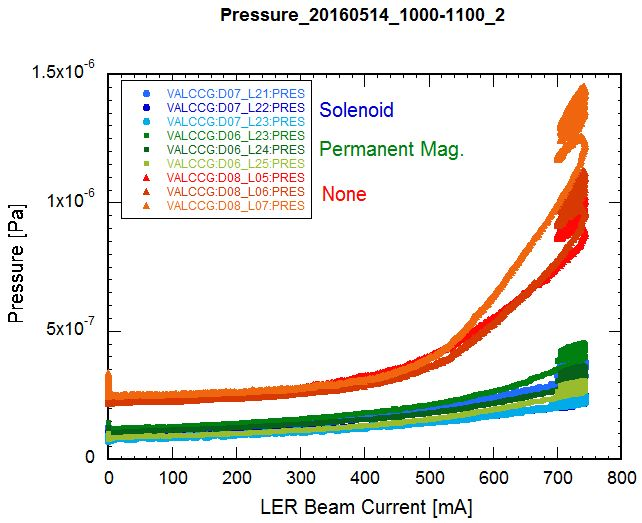 Pressure_20160514_1000-1100_2
1.5x10⁻⁶
1x10⁻⁶
5x10⁻⁷
0
Pressure [Pa]
VALCCG:D07_L21:PRES
VALCCG:D07_L22:PRES
VALCCG:D07_L23:PRES
VALCCG:D06_L23:PRES
VALCCG:D06_L24:PRES
VALCCG:D06_L25:PRES
VALCCG:D08_L05:PRES
VALCCG:D08_L06:PRES
VALCCG:D08_L07:PRES
Solenoid
Permanent Mag.
None
0 100 200 300 400 500 600 700 800
LER Beam Current [mA]